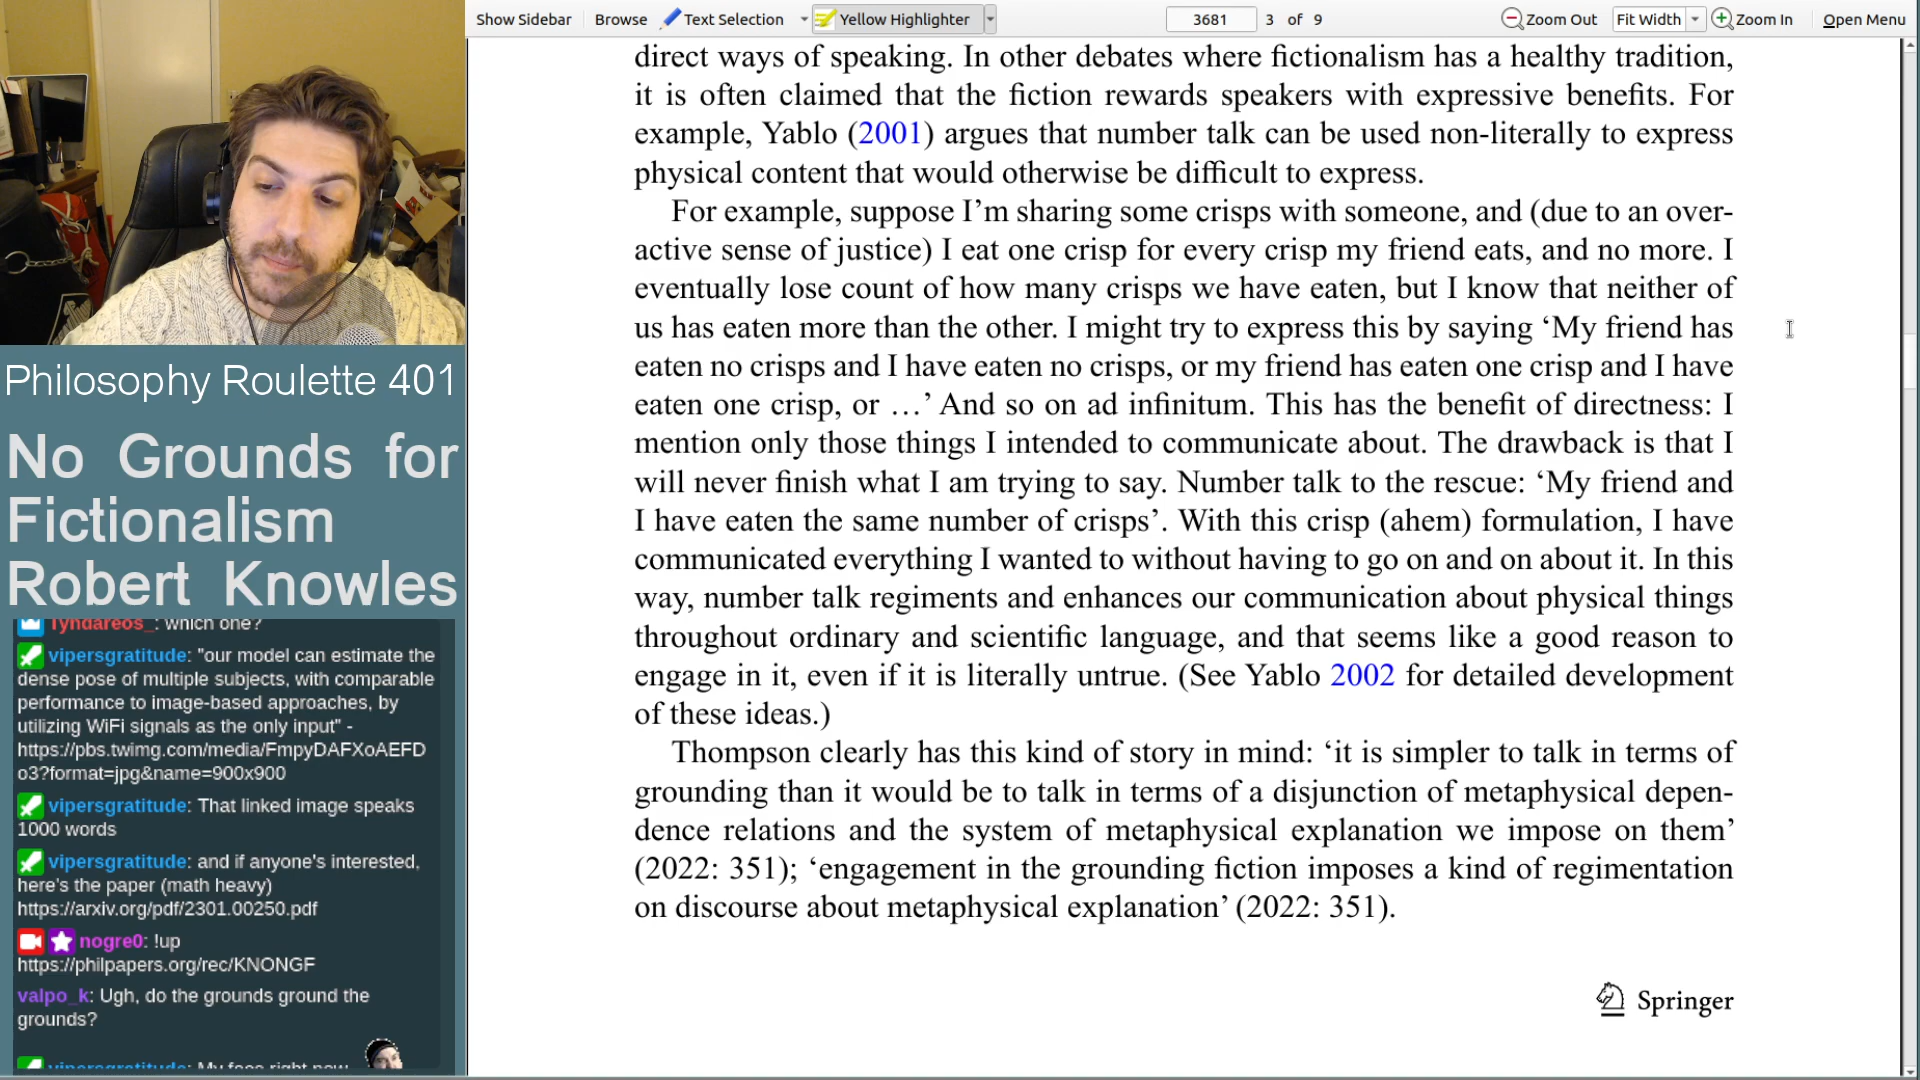 Show Sidebar Browse Text Selection Yellow Highlighter 3681 3 of 9 Zoom Out Fit Width Zoom In Open Menu
direct ways of speaking. In other debates where fictionalism has a healthy tradition,
it is often claimed that the fiction rewards speakers with expressive benefits. For
example, Yablo (2001) argues that number talk can be used non-literally to express
physical content that would otherwise be difficult to express.
For example, suppose I’m sharing some crisps with someone, and (due to an over-
active sense of justice) I eat one crisp for every crisp my friend eats, and no more. I
eventually lose count of how many crisps we have eaten, but I know that neither of
us has eaten more than the other. I might try to express this by saying ‘My friend has
eaten no crisps and I have eaten no crisps, or my friend has eaten one crisp and I have
eaten one crisp, or …’ And so on ad infinitum. This has the benefit of directness: I
mention only those things I intended to communicate about. The drawback is that I
will never finish what I am trying to say. Number talk to the rescue: ‘My friend and
I have eaten the same number of crisps’. With this crisp (ahem) formulation, I have
communicated everything I wanted to without having to go on and on about it. In this
way, number talk regiments and enhances our communication about physical things
throughout ordinary and scientific language, and that seems like a good reason to
engage in it, even if it is literally untrue. (See Yablo 2002 for detailed development
of these ideas.)
Thompson clearly has this kind of story in mind: ‘it is simpler to talk in terms of
grounding than it would be to talk in terms of a disjunction of metaphysical depen-
dence relations and the system of metaphysical explanation we impose on them’
(2022: 351); ‘engagement in the grounding fiction imposes a kind of regimentation
on discourse about metaphysical explanation’ (2022: 351).
Springer
Philosophy Roulette 401
No Grounds for
Fictionalism
Robert Knowles
Tyndareos_: which one?
vipersgratitude: "our model can estimate the
dense pose of multiple subjects, with comparable
performance to image-based approaches, by
utilizing WiFi signals as the only input" -
https://pbs.twimg.com/media/FmpyDAFXoAEFD
o3?format=jpg&name=900x900
vipersgratitude: That linked image speaks
1000 words
vipersgratitude: and if anyone's interested,
here's the paper (math heavy)
https://arxiv.org/pdf/2301.00250.pdf
nogre0: !up
https://philpapers.org/rec/KNONGF
valpo_k: Ugh, do the grounds ground the
grounds?
vipersgratitude: My face right now